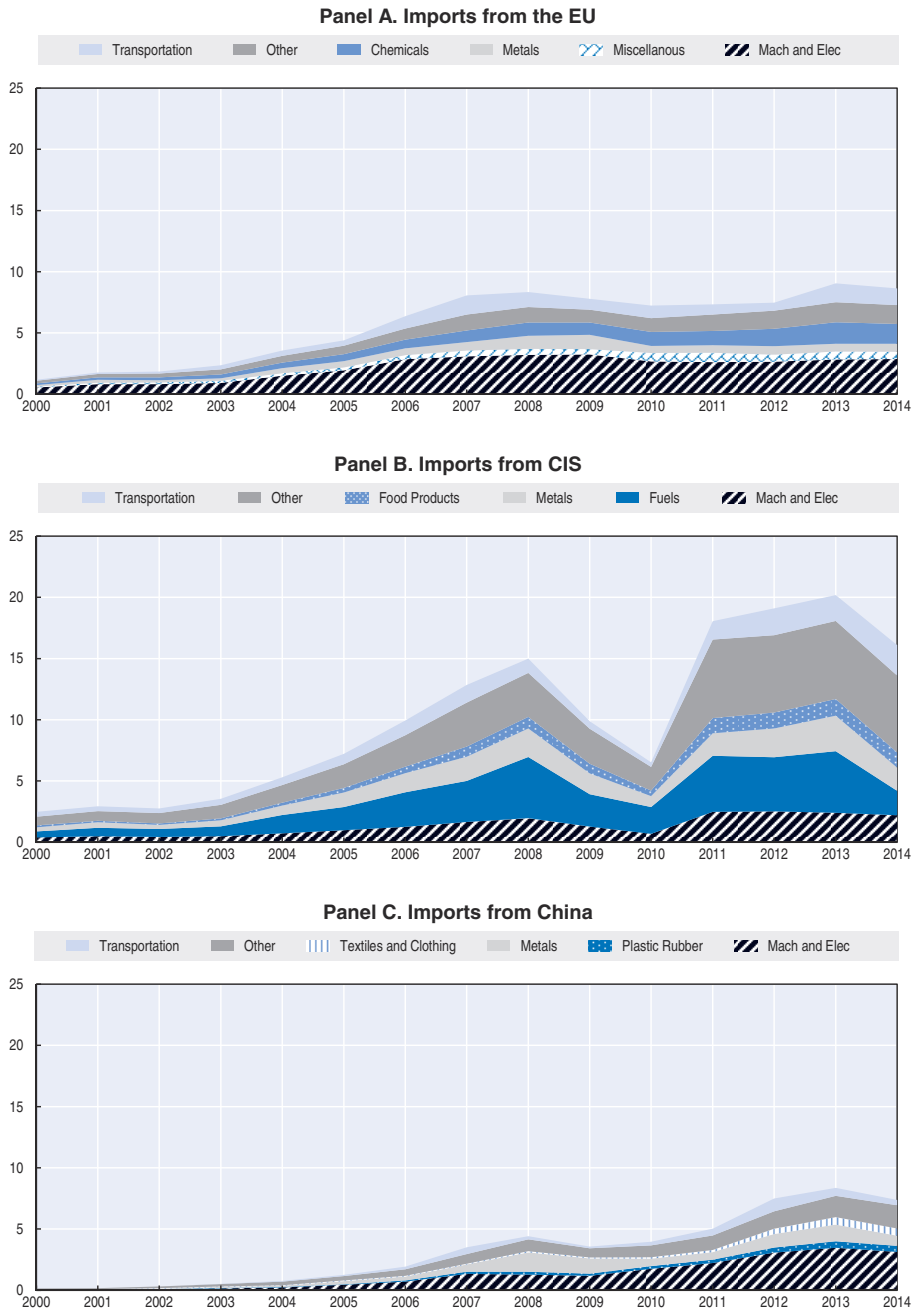 Panel A. Imports from the EU
Transportation Other Chemicals Metals Miscellanous Mach and Elec
25
20
15
10
5
0
2000 2001 2002 2003 2004 2005 2006 2007 2008 2009 2010 2011 2012 2013 2014
Panel B. Imports from CIS
Transportation Other Food Products Metals Fuels Mach and Elec
25
20
15
10
5
0
2000 2001 2002 2003 2004 2005 2006 2007 2008 2009 2010 2011 2012 2013 2014
Panel C. Imports from China
Transportation Other Textiles and Clothing Metals Plastic Rubber Mach and Elec
25
20
15
10
5
0
2000 2001 2002 2003 2004 2005 2006 2007 2008 2009 2010 2011 2012 2013 2014